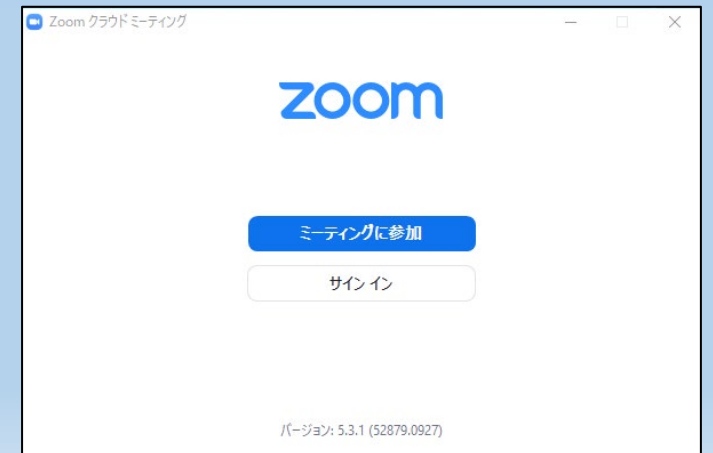 Zoom クラウド ミーティング
zoom
ミーティングに参加
サイン イン
バージョン: 5.3.1 (52879.0927)